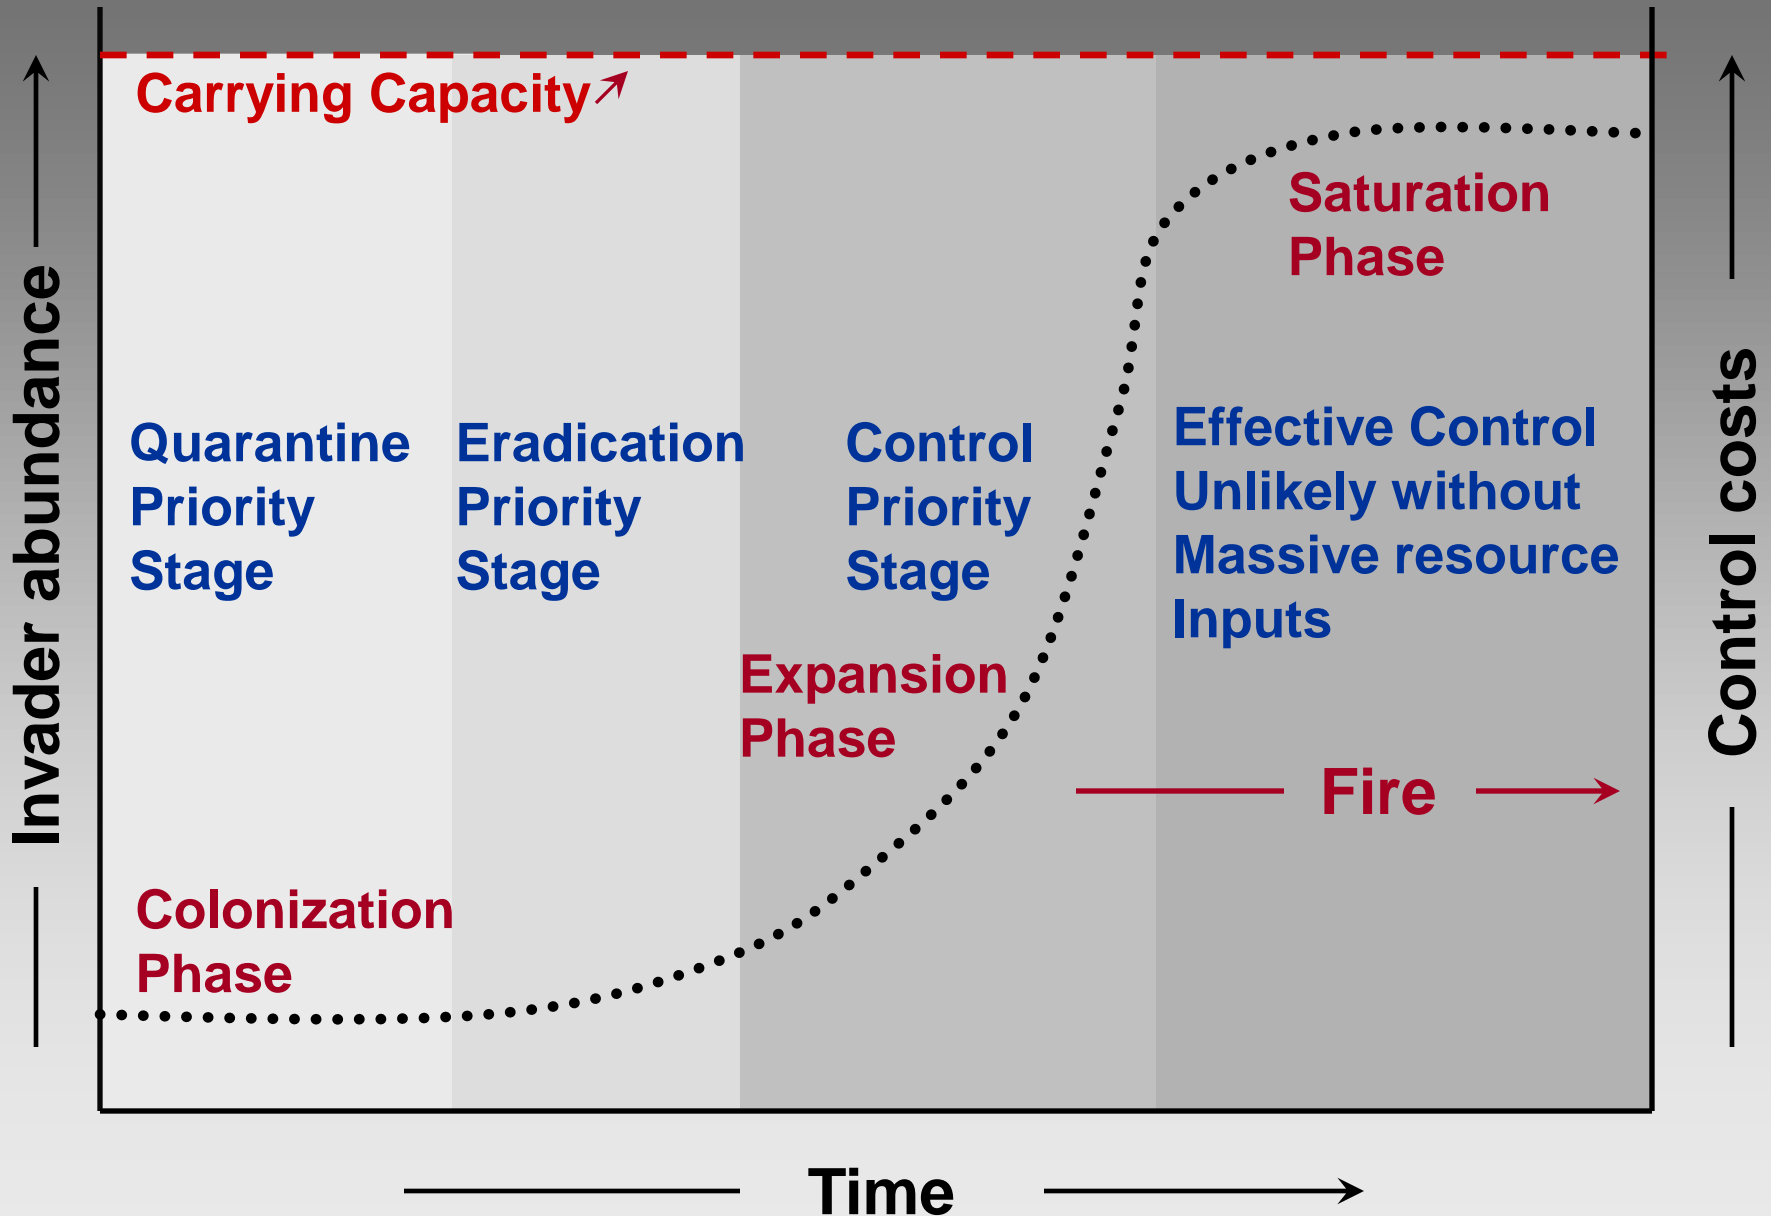 Carrying Capacity
Saturation
Phase
Invader abundance
Control costs
Quarantine
Priority
Stage
Eradication
Priority
Stage
Control
Priority
Stage
Effective Control
Unlikely without
Massive resource
Inputs
Expansion
Phase
Fire
Colonization
Phase
Time